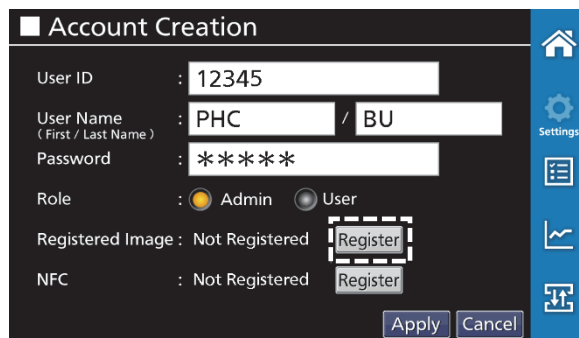 Account Creation
User ID : 12345
User Name : PHC / BU
( First / Last Name )
Password : *****
Role : Admin User
Registered Image : Not Registered Register
NFC : Not Registered Register
Apply Cancel
Settings